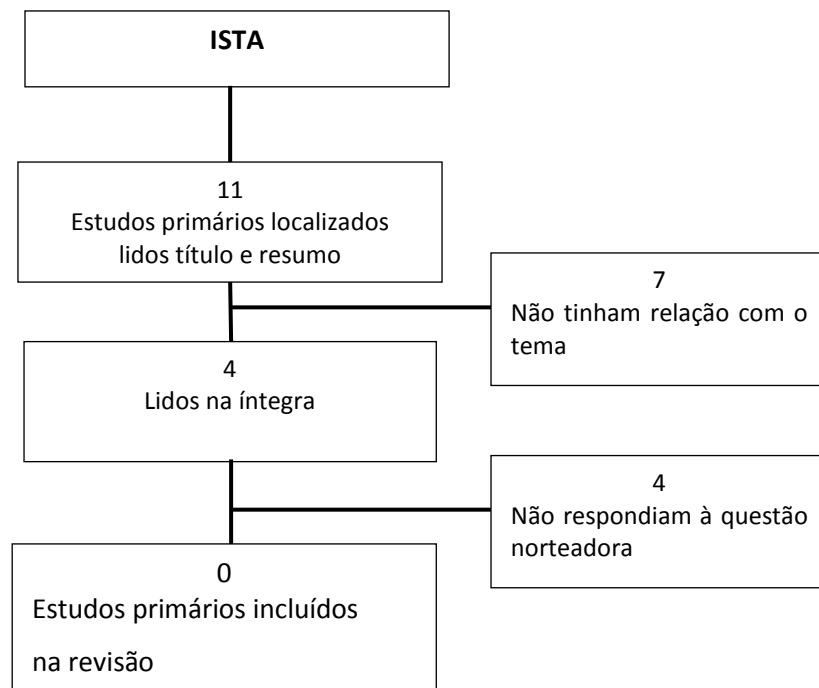 ISTA
11
Estudos primários localizados
lidos título e resumo
7
Não tinham relação com o
tema
4
Lidos na íntegra
4
Não respondiam à questão
norteadora
0
Estudos primários incluídos
na revisão